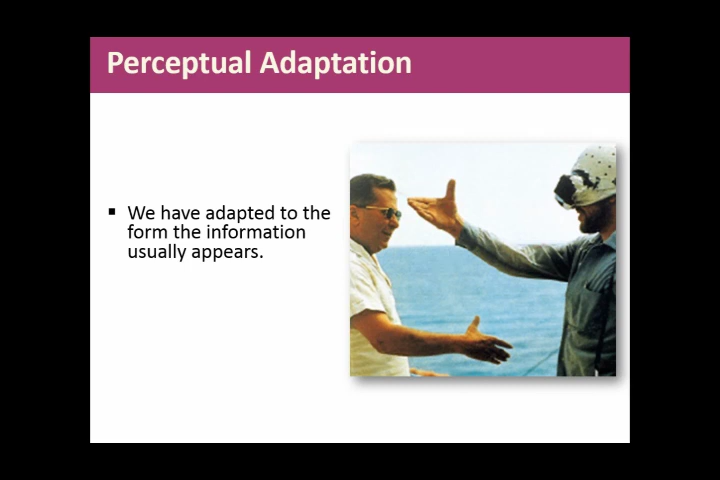 Perceptual Adaptation
▪ We have adapted to the
form the information
usually appears.